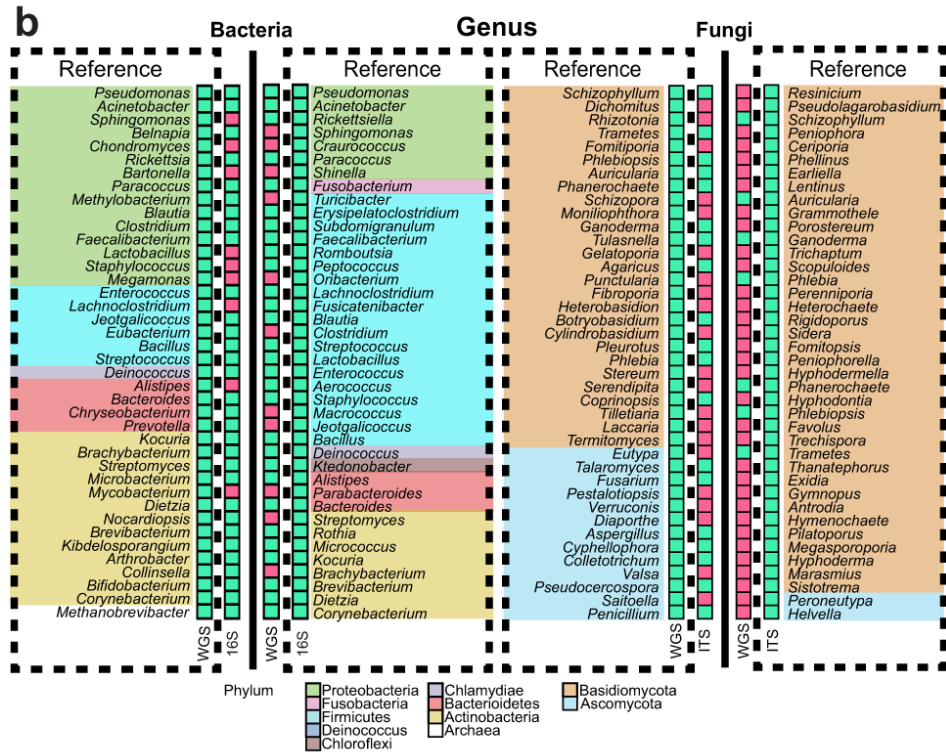 b
Bacteria
Genus
Fungi
Reference
Pseudomonas
Acinetobacter
Sphingomonas
Belnapia
Chondromyces
Rickettsia
Bartonella
Paracoccus
Methylobacterium
Blautia
Clostridium
Faecalibacterium
Lactobacillus
Staphylococcus
Megamonas
Enterococcus
Lachnoclostridium
Jeotgalicoccus
Eubacterium
Bacillus
Streptococcus
Deinococcus
Alistipes
Bacteroides
Chryseobacterium
Prevotella
Kocuria
Brachybacterium
Streptomyces
Microbacterium
Mycobacterium
Dietzia
Nocardiopsis
Brevibacterium
Kibdelosporangium
Arthrobacter
Collinsella
Bifidobacterium
Corynebacterium
Methanobrevibacter
WGS
16S
Reference
Pseudomonas
Acinetobacter
Rickettsiella
Sphingomonas
Craurococcus
Paracoccus
Shinella
Fusobacterium
Turicibacter
Erysipelatoclostridium
Subdomigranulum
Faecalibacterium
Romboutsia
Peptococcus
Oribacterium
Lachnoclostridium
Fusicatenibacter
Blautia
Clostridium
Streptococcus
Lactobacillus
Enterococcus
Aerococcus
Staphylococcus
Macrococcus
Jeotgalicoccus
Bacillus
Deinococcus
Ktedonobacter
Alistipes
Parabacteroides
Bacteroides
Streptomyces
Rothia
Micrococcus
Kocuria
Brachybacterium
Brevibacterium
Dietzia
Corynebacterium
WGS
16S
Reference
Schizophyllum
Dichomitus
Rhizotonia
Trametes
Fomitiporia
Phlebiopsis
Auricularia
Phanerochaete
Schizopora
Moniliophthora
Ganoderma
Tulasnella
Gelatoporia
Agaricus
Punctularia
Fibroporia
Heterobasidion
Botryobasidium
Cylindrobasidium
Pleurotus
Phlebia
Stereum
Serendipita
Coprinopsis
Tilletiaria
Laccaria
Termitomyces
Eutypa
Talaromyces
Fusarium
Pestalotiopsis
Verruconis
Diaporthe
Aspergillus
Cyphellophora
Colletotrichum
Valsa
Pseudocercospora
Saitoella
Penicillium
WGS
ITS
Reference
Resinicium
Pseudolagarobasidium
Schizophyllum
Peniophora
Ceriporia
Phellinus
Earliella
Lentinus
Auricularia
Grammothele
Porostereum
Ganoderma
Trichaptum
Scopuloides
Phlebia
Perenniporia
Heterochaete
Rigidoporus
Sidera
Fomitopsis
Peniophorella
Hyphodermella
Phanerochaete
Hyphodontia
Phlebiopsis
Favolus
Trechispora
Trametes
Thanatephorus
Exidia
Gymnopus
Antrodia
Hymenochaete
Pilatoporus
Megasporoporia
Hyphoderma
Marasmius
Sistotrema
Peroneutypa
Helvella
WGS
ITS
Phylum
Proteobacteria
Fusobacteria
Firmicutes
Deinococcus
Chloroflexi
Chlamydiae
Bacterioidetes
Actinobacteria
Archaea
Basidiomycota
Ascomycota